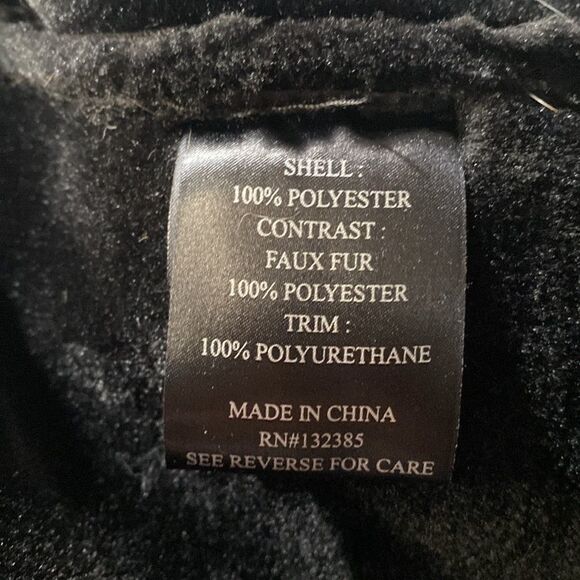 SHELL :
100% POLYESTER
CONTRAST :
FAUX FUR
100% POLYESTER
TRIM :
100% POLYURETHANE
MADE IN CHINA
RN#132385
SEE REVERSE FOR CARE